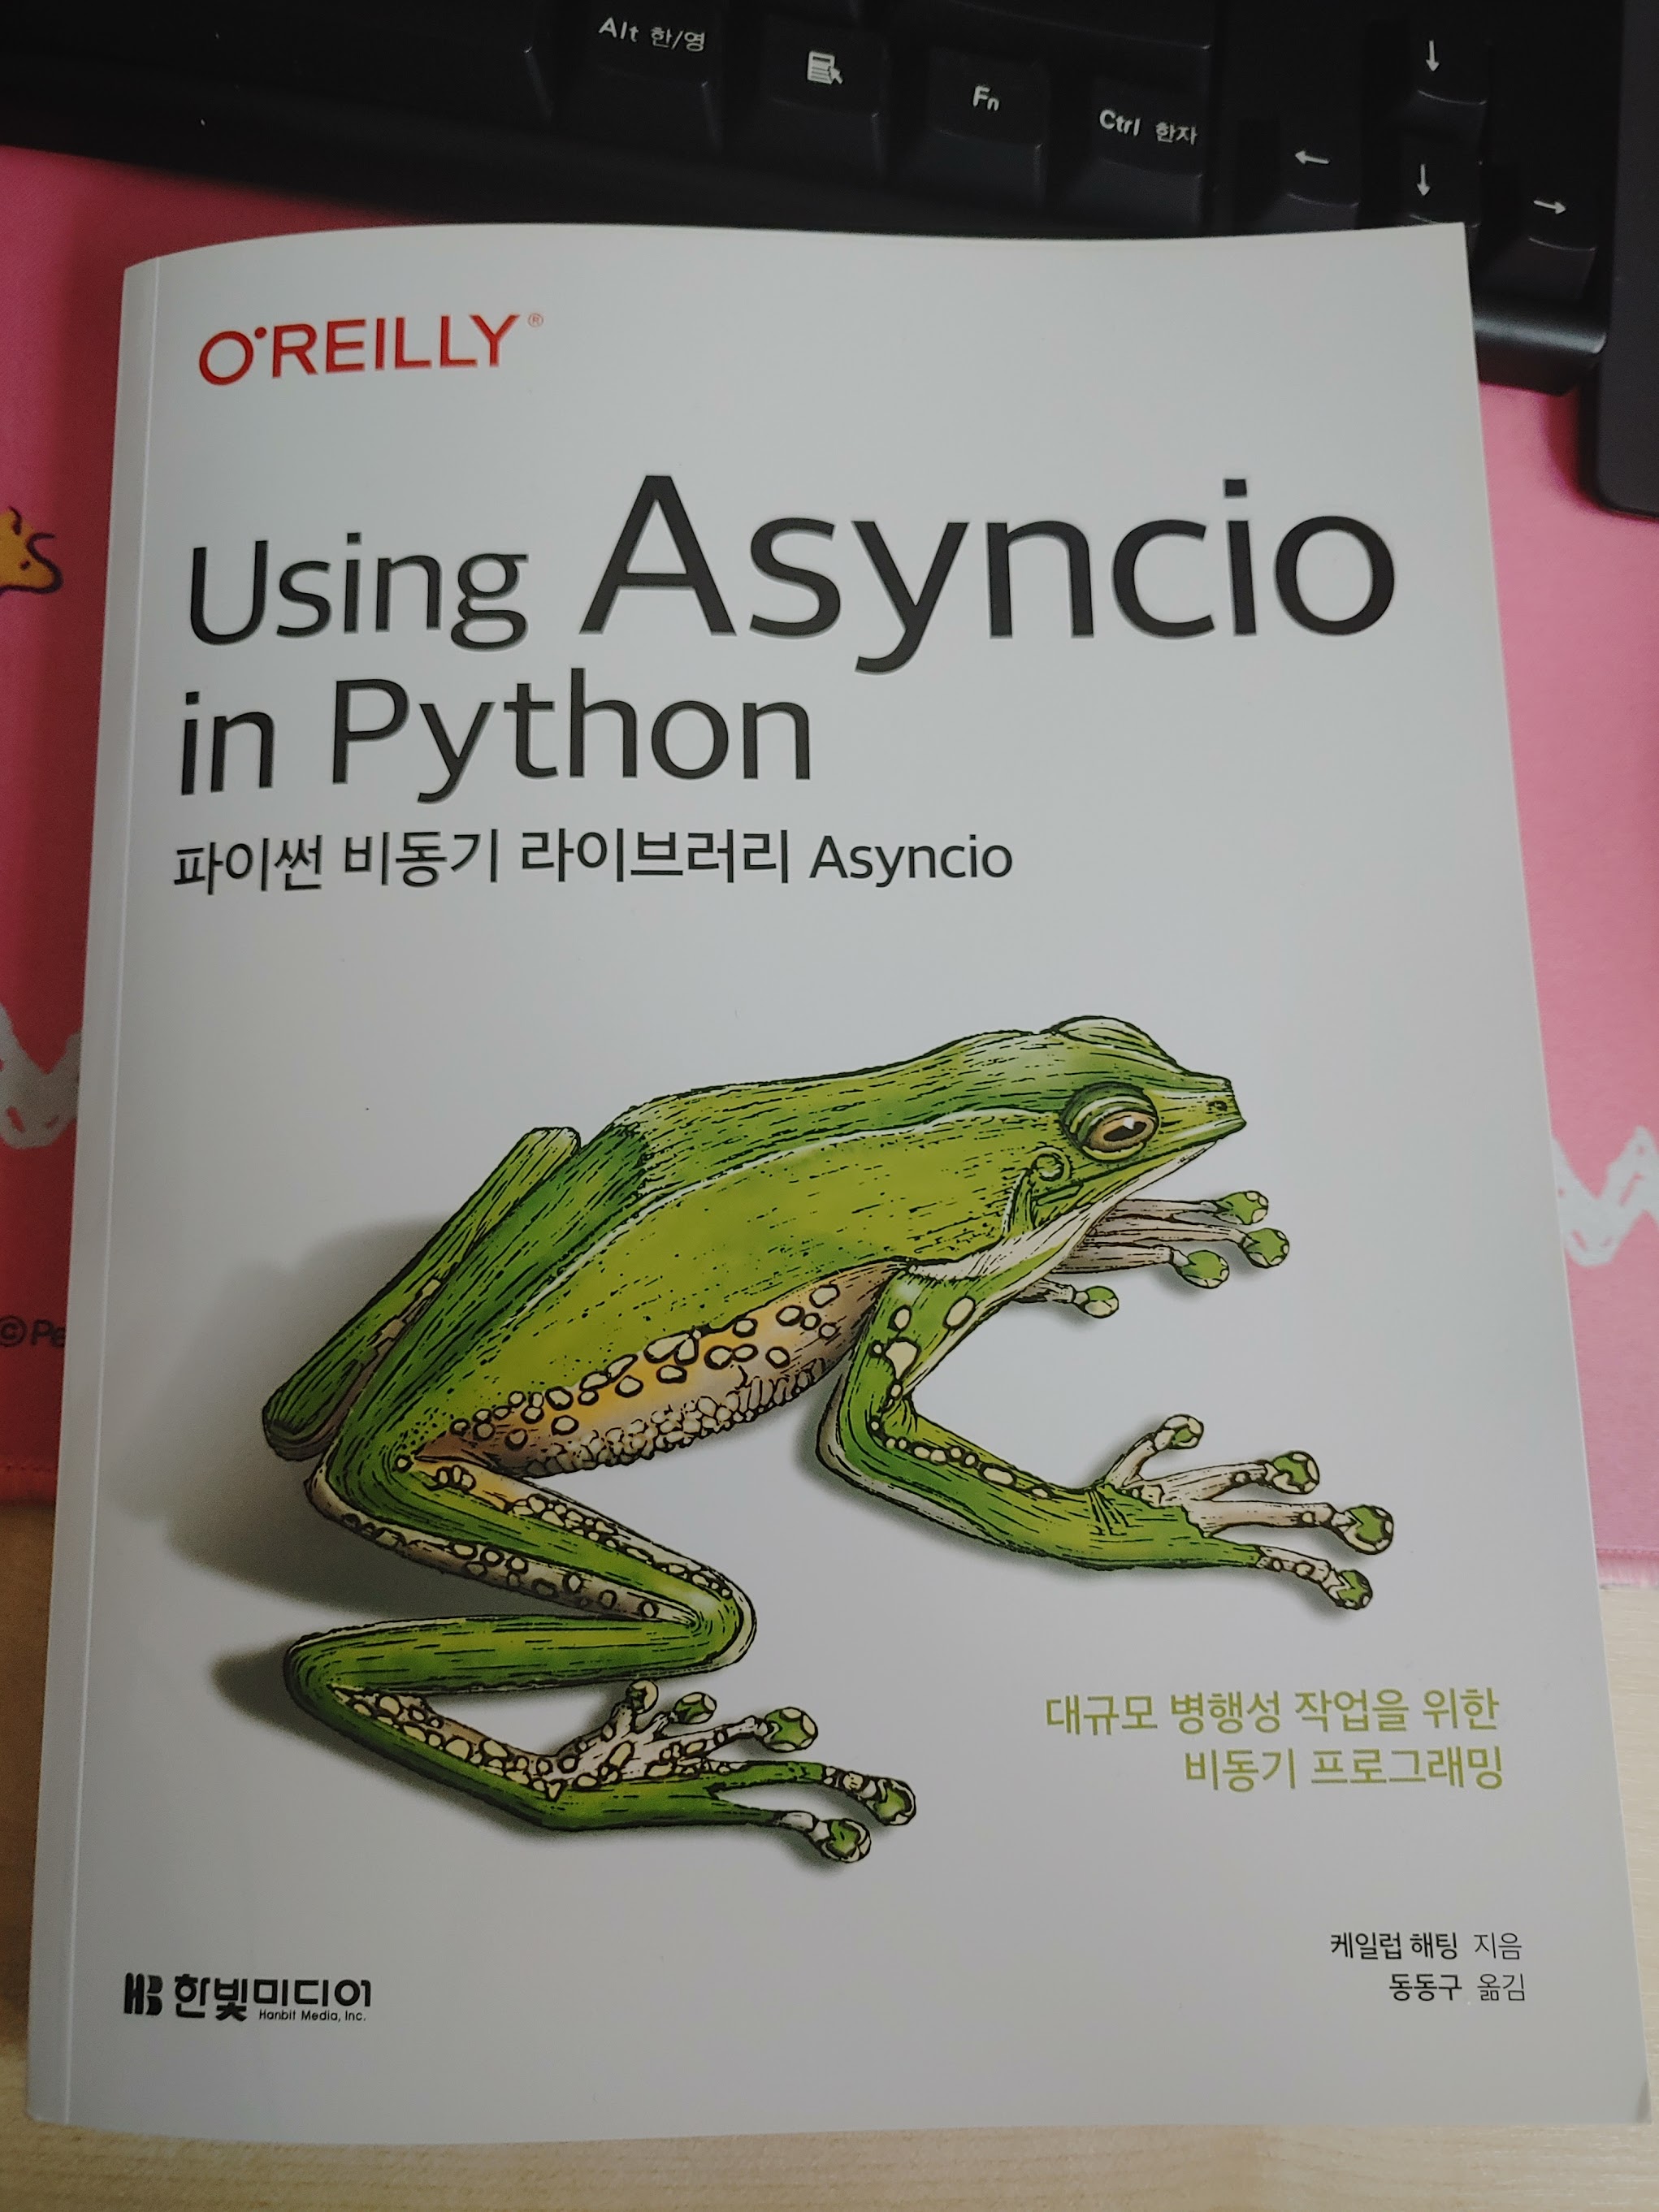 Alt 한/영
Fn
Ctrl 한자
O'REILLY®
Using Asyncio
in Python
파이썬 비동기 라이브러리 Asyncio
©Pe
대규모 병행성 작업을 위한
비동기 프로그래밍
케일럽 해팅 지음
동동구 옮김
HB 한빛미디어
Hanbit Media, Inc.